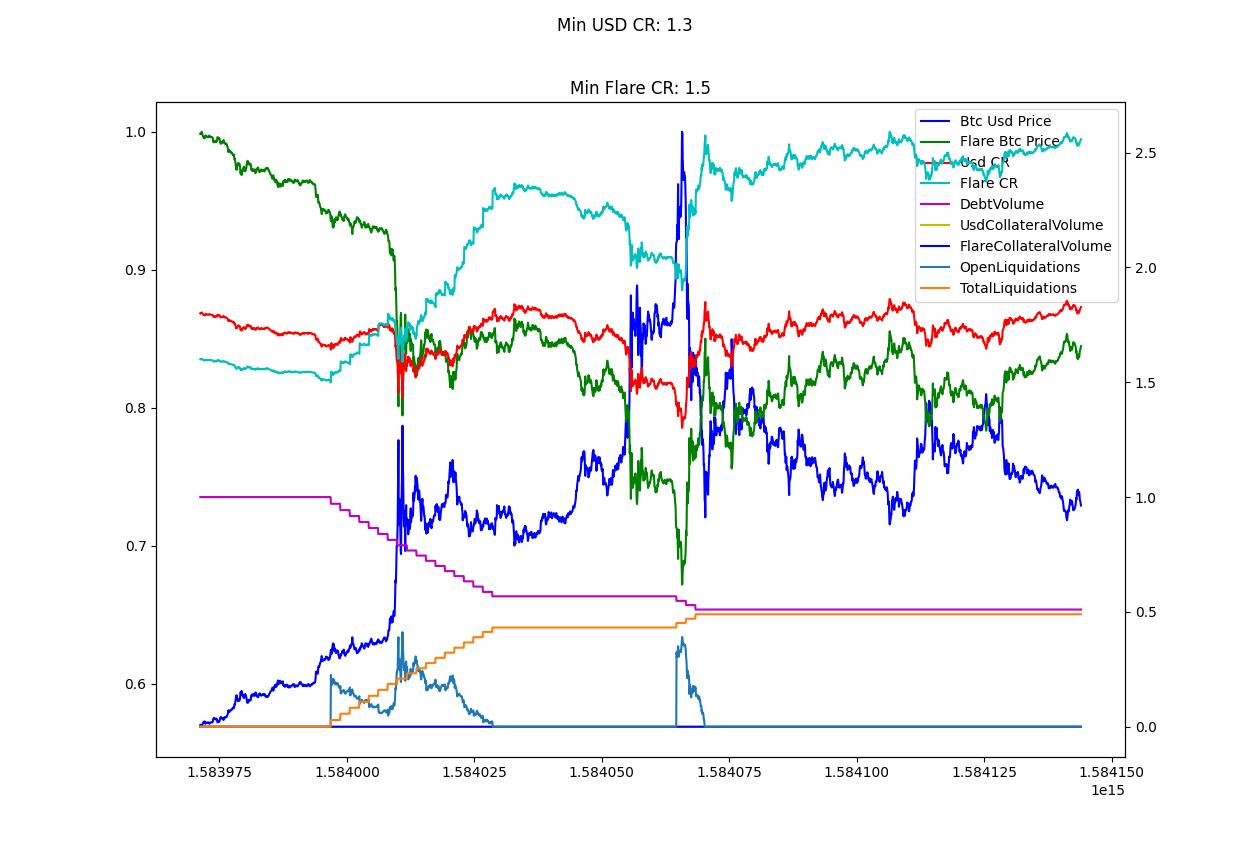 Min USD CR: 1.3
Min Flare CR: 1.5
Btc Usd Price
Flare Btc Price
Usd CR
Flare CR
DebtVolume
UsdCollateralVolume
FlareCollateralVolume
OpenLiquidations
TotalLiquidations
1.0
0.9
0.8
0.7
0.6
2.5
2.0
1.5
1.0
0.5
0.0
1.583975 1.584000 1.584025 1.584050 1.584075 1.584100 1.584125 1.584150
1e15